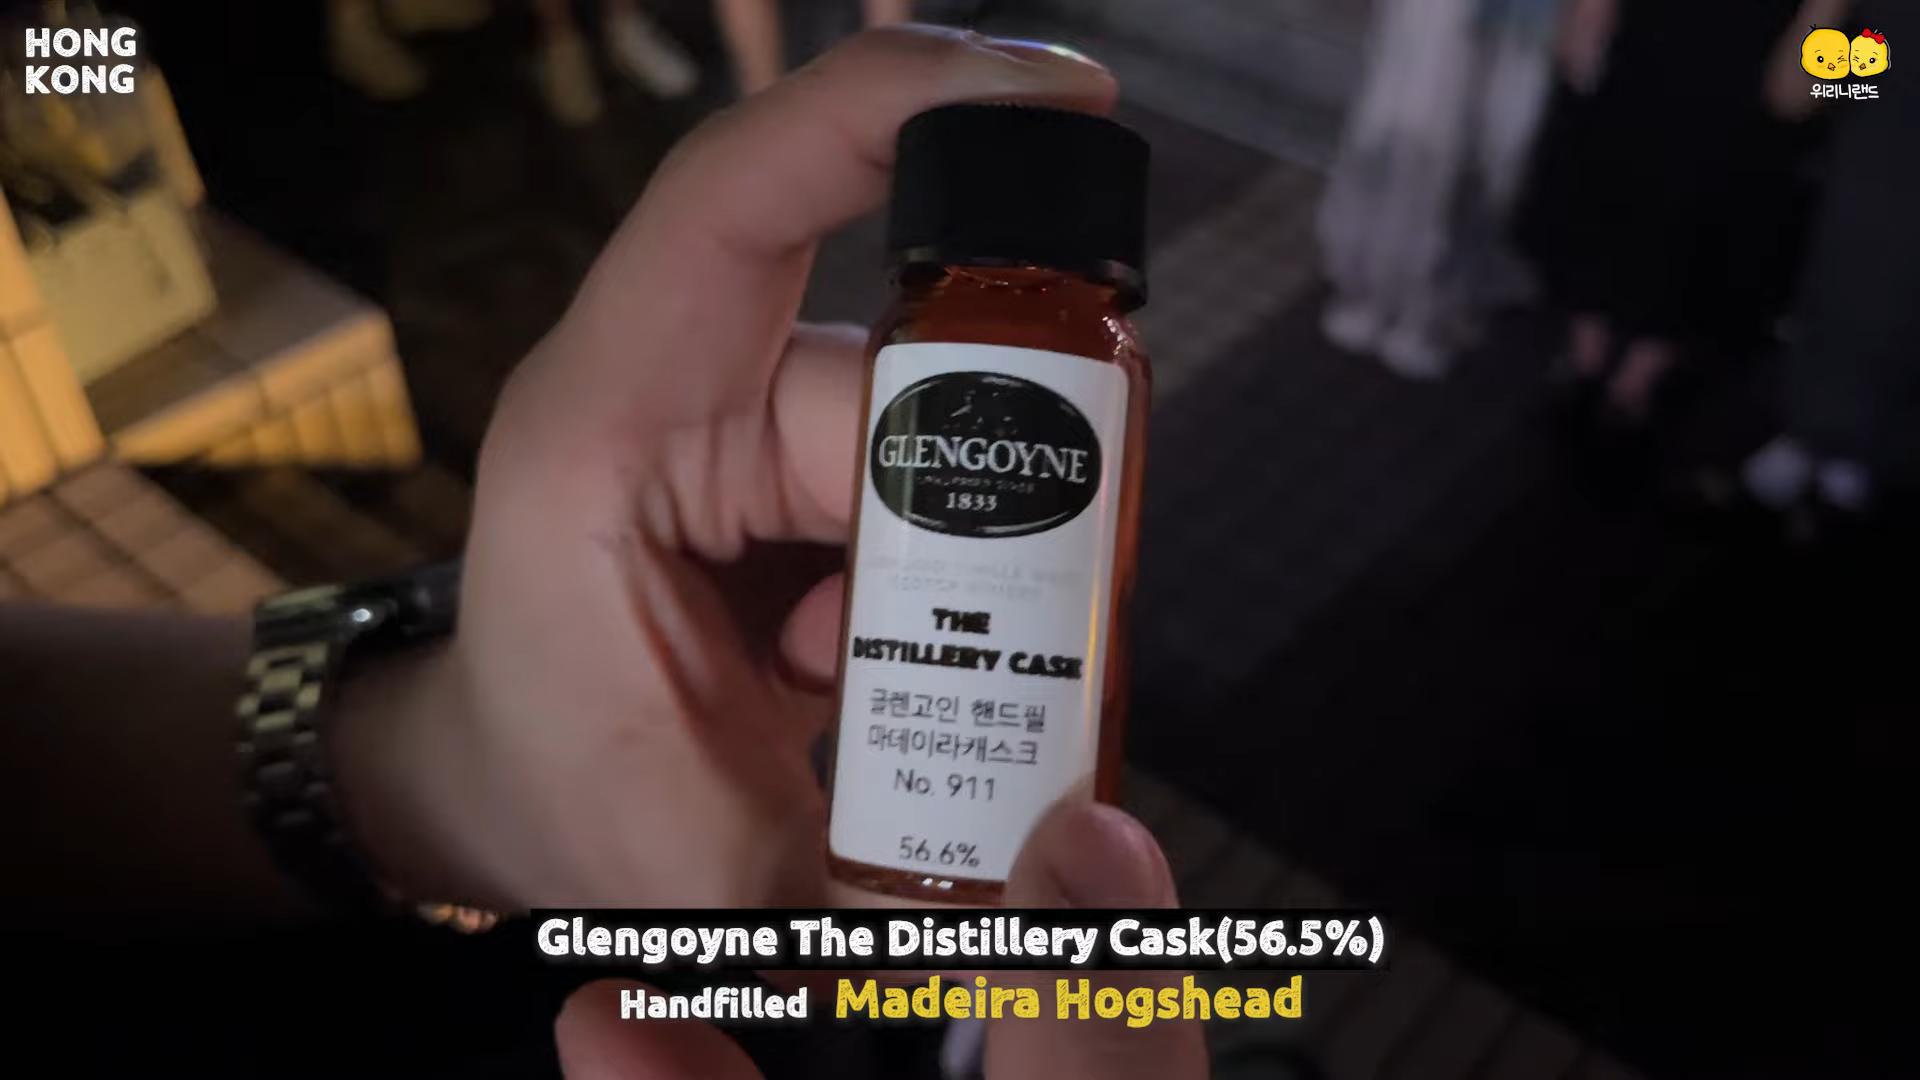 HONG
KONG
위리니랜드
GLENGOYNE
1833
THE
DISTILLERY CASK
글렌고인 핸드필
마데이라캐스크
No. 911
56.6%
Glengoyne The Distillery Cask(56.5%)
Handfilled Madeira Hogshead